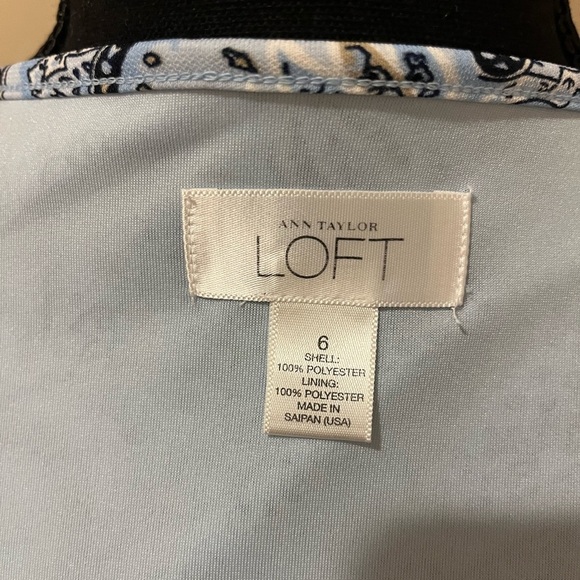 ANN TAYLOR
LOFT
6
SHELL:
100% POLYESTER
LINING:
100% POLYESTER
MADE IN
SAIPAN (USA)